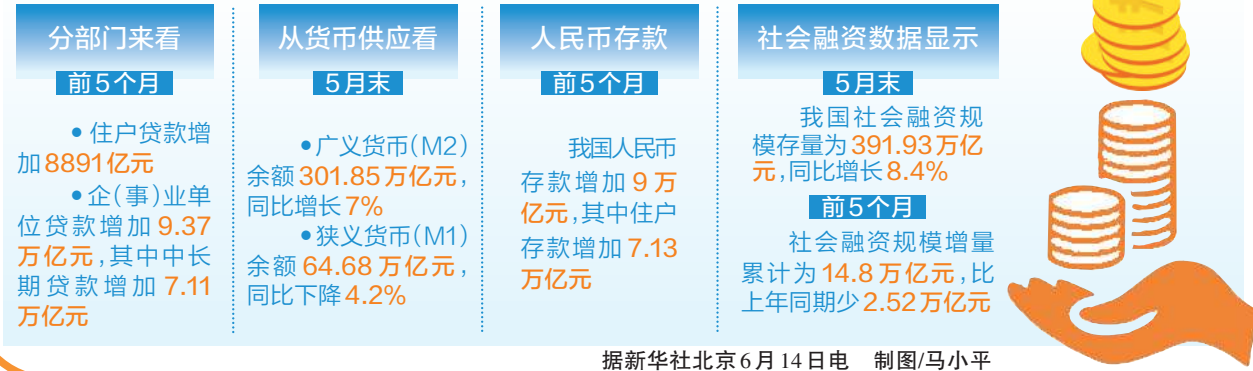 分部门来看
前5个月
●住户贷款增
加8891亿元
●企(事)业单
位贷款增加9.37
万亿元,其中中长
期贷款增加7.11
万亿元
从货币供应看
5月末
●广义货币(M2)
余额301.85万亿元,
同比增长7%
●狭义货币(M1)
余额64.68万亿元,
同比下降4.2%
人民币存款
前5个月
我国人民币
存款增加9万
亿元,其中住户
存款增加7.13
万亿元
社会融资数据显示
5月末
我国社会融资规
模存量为391.93万亿
元,同比增长8.4%
前5个月
社会融资规模增量
累计为14.8万亿元,比
上年同期少2.52万亿元
据新华社北京6月14日电 制图/马小平